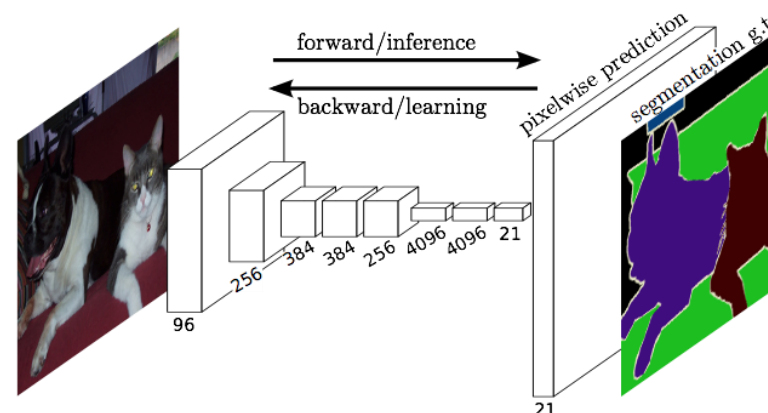 forward/inference
backward/learning
pixelwise prediction
segmentation g.t
96
256
384
384
256
4096
4096
21
21